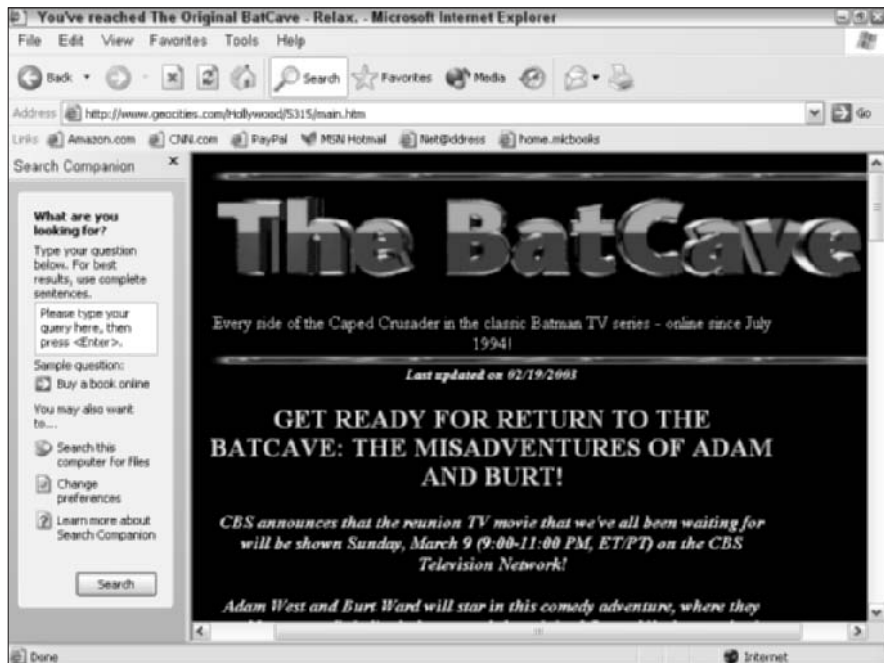 You've reached The Original BatCave - Relax. - Microsoft Internet Explorer
File Edit View Favorites Tools Help
Back Search Favorites Media
Address http://www.geocities.com/Hollywood/5315/main.htm Go
Links Amazon.com CNN.com PayPal MSN Hotmail Net@ddress home.micbooks
Search Companion
What are you
looking for?
Type your question
below. For best
results, use complete
sentences.
Please type your
query here, then
press <Enter>.
Sample question:
Buy a book online
You may also want
to....
Search this
computer for files
Change
preferences
Learn more about
Search Companion
Search
The BatCave
Every side of the Caped Crusader in the classic Batman TV series - online since July
1994!
Last updated on 02/19/2003
GET READY FOR RETURN TO THE
BATCAVE: THE MISADVENTURES OF ADAM
AND BURT!
CBS announces that the reunion TV movie that we've all been waiting for
will be shown Sunday, March 9 (9:00-11:00 PM, ET/PT) on the CBS
Television Network!
Adam West and Burt Ward will star in this comedy adventure, where they
Done
Internet